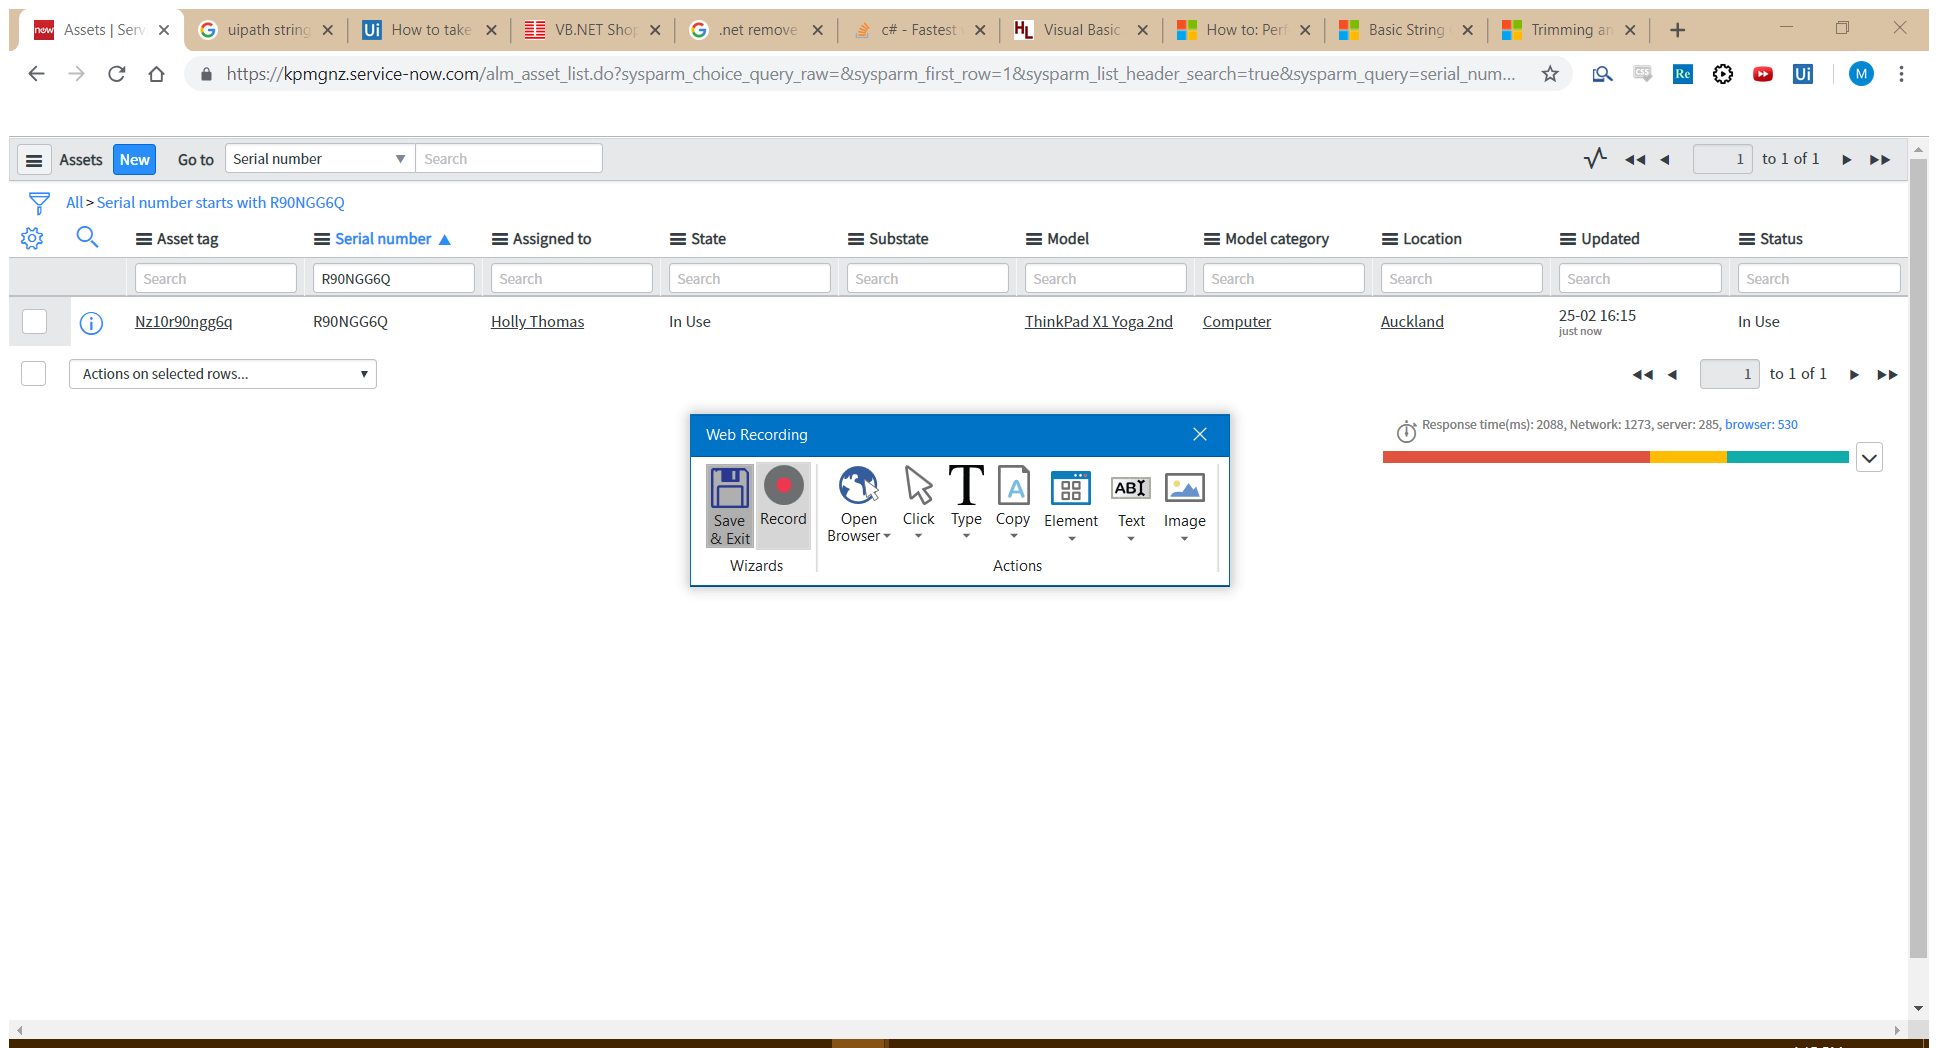 now Assets | Serv uipath string Ui How to take VB.NET Shop .net remove c# - Fastest HL Visual Basic How to: Perf Basic String Trimming an
https://kpmgnz.service-now.com/alm_asset_list.do?sysparm_choice_query_raw=&sysparm_first_row=1&sysparm_list_header_search=true&sysparm_query=serial_num... CSS Re Ui M
Assets New Go to Serial number Search 1 to 1 of 1
All > Serial number starts with R90NGG6Q
Asset tag Serial number Assigned to State Substate Model Model category Location Updated Status
Search R90NGG6Q Search Search Search Search Search Search Search Search
Nz10r90ngg6q R90NGG6Q Holly Thomas In Use ThinkPad X1 Yoga 2nd Computer Auckland 25-02 16:15 In Use
just now
Actions on selected rows... 1 to 1 of 1
Response time(ms): 2088, Network: 1273, server: 285, browser: 530
Web Recording
Save & Exit Record Open Browser Click Type Copy Element Text Image
Wizards Actions